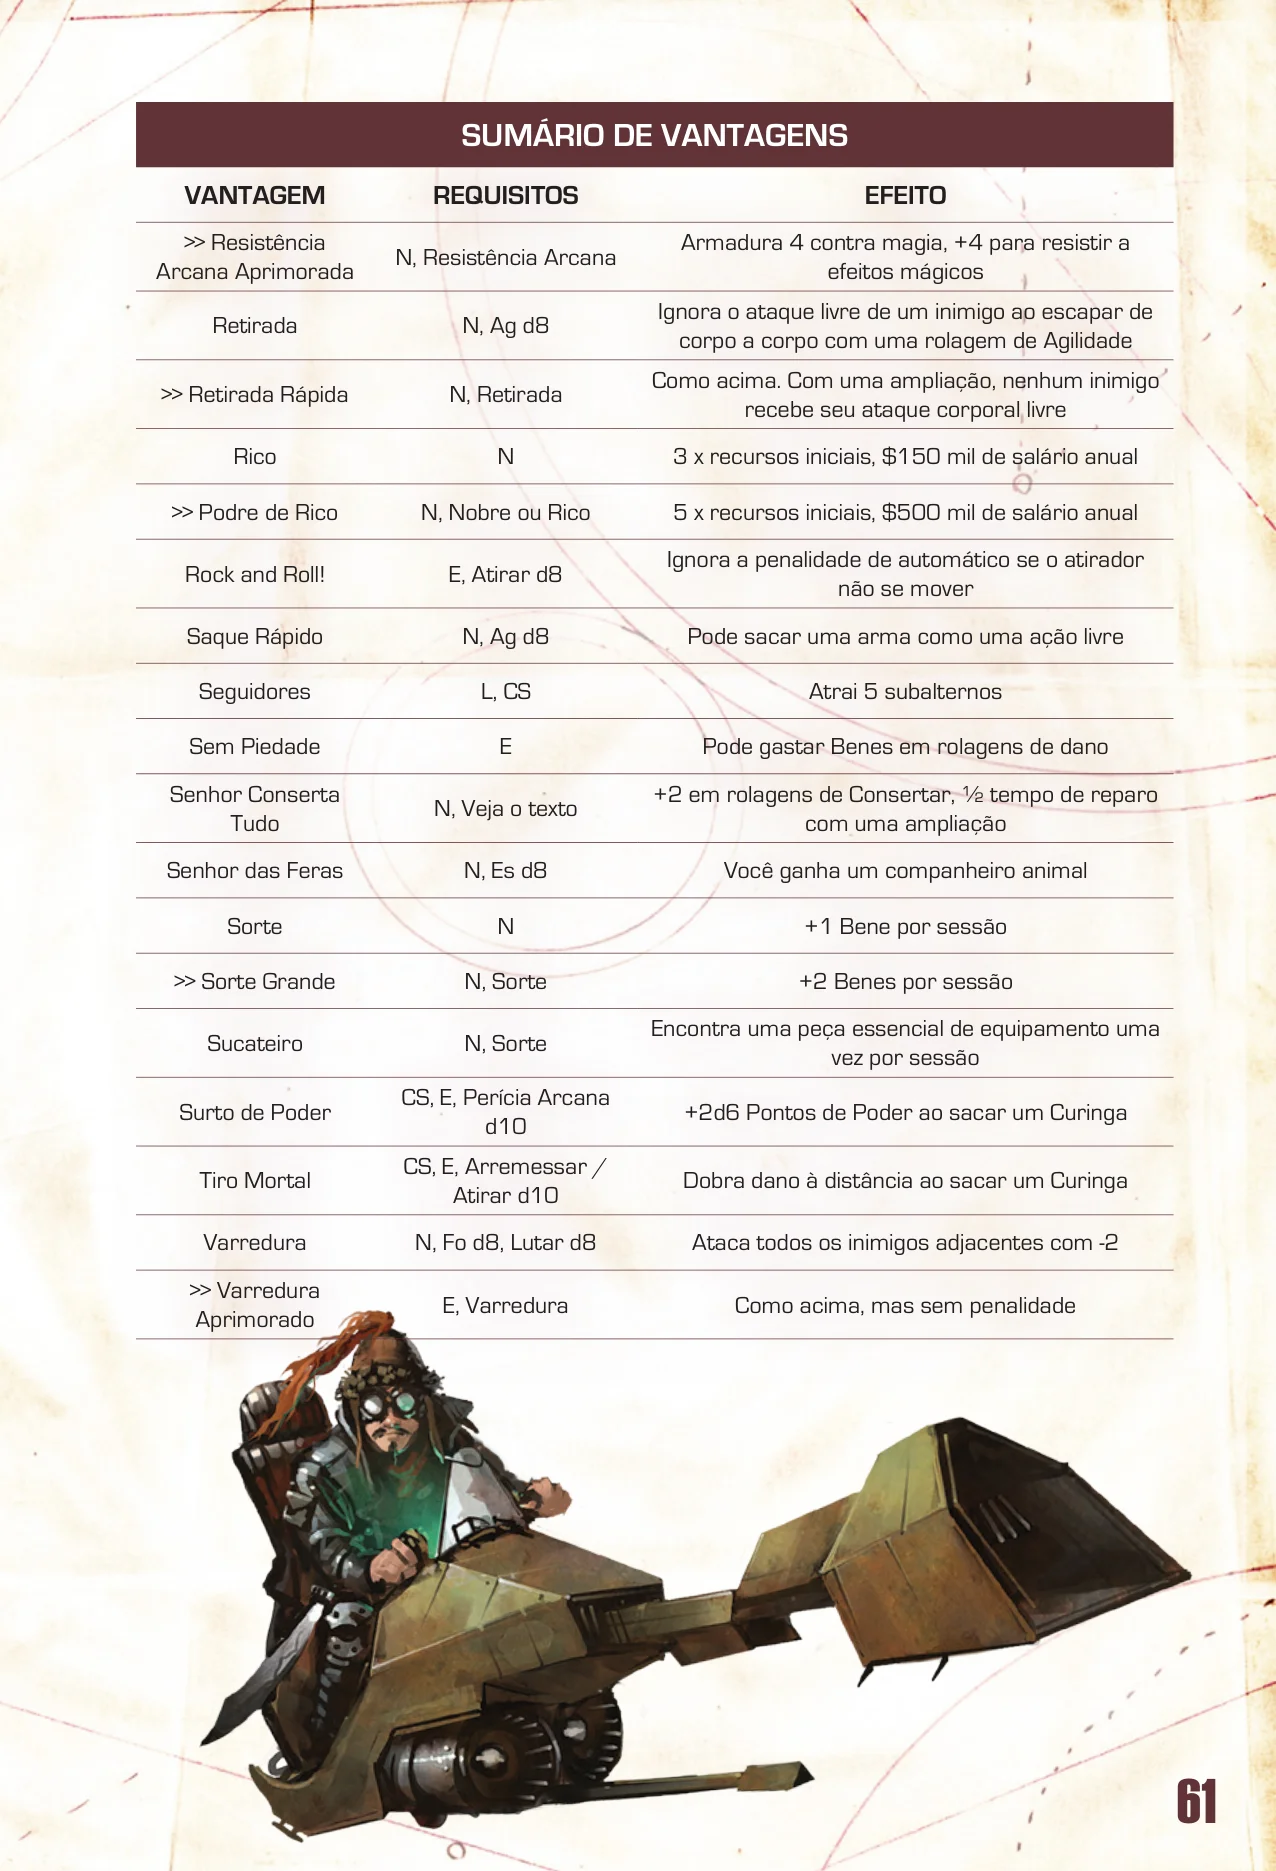 SUMÁRIO DE VANTAGENS
VANTAGEM REQUISITOS EFEITO
>> Resistência
Arcana Aprimorada
N, Resistência Arcana
Armadura 4 contra magia, +4 para resistir a
efeitos mágicos
Retirada
N, Ag d8
Ignora o ataque livre de um inimigo ao escapar de
corpo a corpo com uma rolagem de Agilidade
>> Retirada Rápida
N, Retirada
Como acima. Com uma ampliação, nenhum inimigo
recebe seu ataque corporal livre
Rico
N
3 x recursos iniciais, $150 mil de salário anual
>> Podre de Rico
N, Nobre ou Rico
5 x recursos iniciais, $500 mil de salário anual
Rock and Roll!
E, Atirar d8
Ignora a penalidade de automático se o atirador
não se mover
Saque Rápido
N, Ag d8
Pode sacar uma arma como uma ação livre
Seguidores
L, CS
Atrai 5 subalternos
Sem Piedade
E
Pode gastar Benes em rolagens de dano
Senhor Conserta
Tudo
N, Veja o texto
+2 em rolagens de Consertar, ½ tempo de reparo
com uma ampliação
Senhor das Feras
N, Es d8
Você ganha um companheiro animal
Sorte
N
+1 Bene por sessão
>> Sorte Grande
N, Sorte
+2 Benes por sessão
Sucateiro
N, Sorte
Encontra uma peça essencial de equipamento uma
vez por sessão
Surto de Poder
CS, E, Perícia Arcana
d10
+2d6 Pontos de Poder ao sacar um Curinga
Tiro Mortal
CS, E, Arremessar /
Atirar d10
Dobra dano à distância ao sacar um Curinga
Varredura
N, Fo d8, Lutar d8
Ataca todos os inimigos adjacentes com -2
>> Varredura
Aprimorado
E, Varredura
Como acima, mas sem penalidade
61